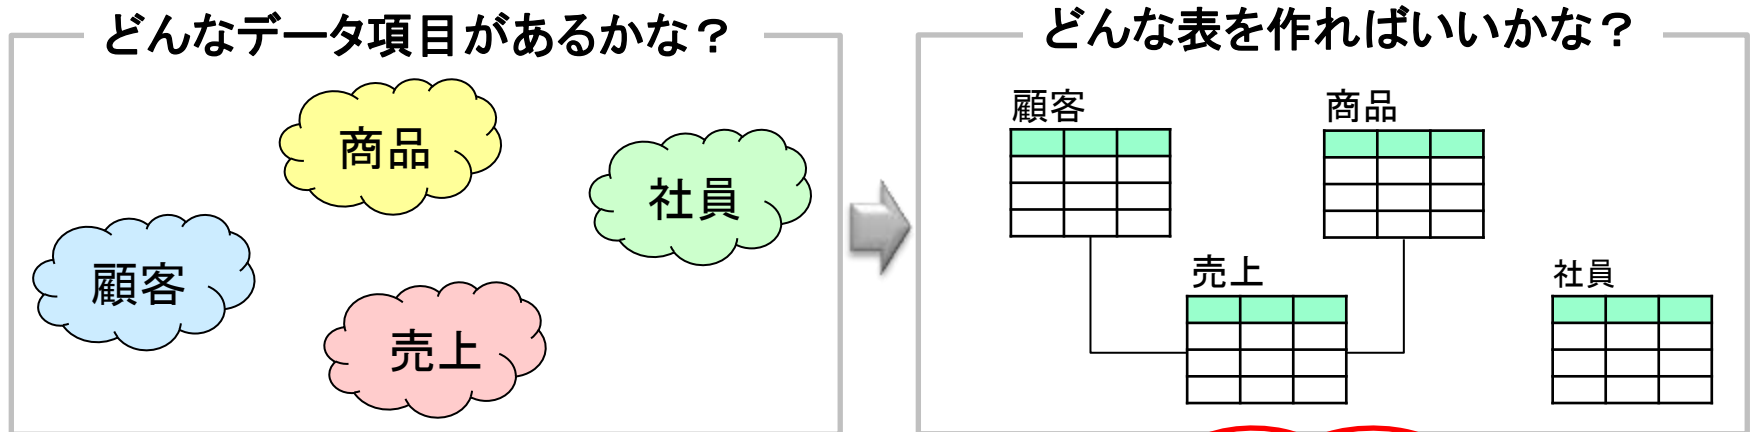 どんなデータ項目があるかな？
商品
社員
顧客
売上
どんな表を作ればいいかな？
顧客
商品
売上
社員